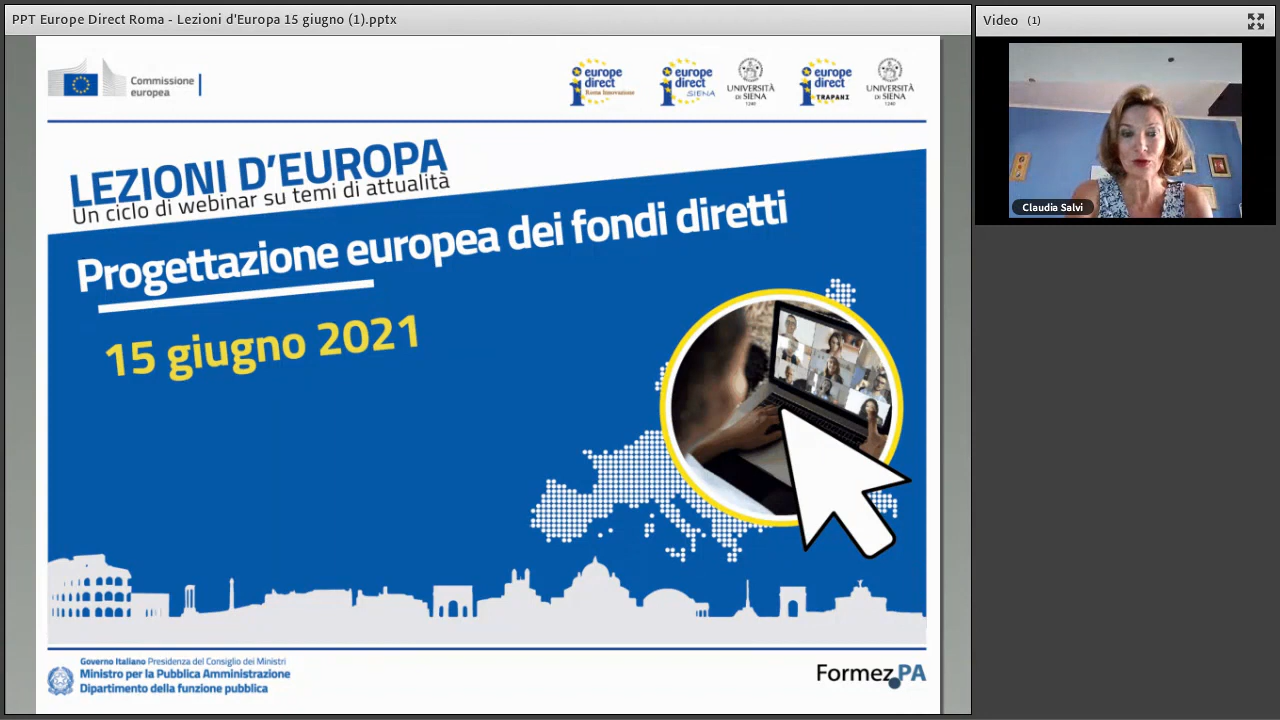 PPT Europe Direct Roma - Lezioni d'Europa 15 giugno (1).pptx
Video (1)
Commissione
europea
europe
direct
Roma Innovazione
europe
direct
SIENA
UNIVERSITÀ
DI SIENA
1240
europe
direct
TRAPANI
UNIVERSITÀ
DI SIENA
1240
Claudia Salvi
LEZIONI D'EUROPA
Un ciclo di webinar su temi di attualità
Progettazione europea dei fondi diretti
15 giugno 2021
Governo Italiano Presidenza del Consiglio dei Ministri
Ministro per la Pubblica Amministrazione
Dipartimento della funzione pubblica
Formez PA